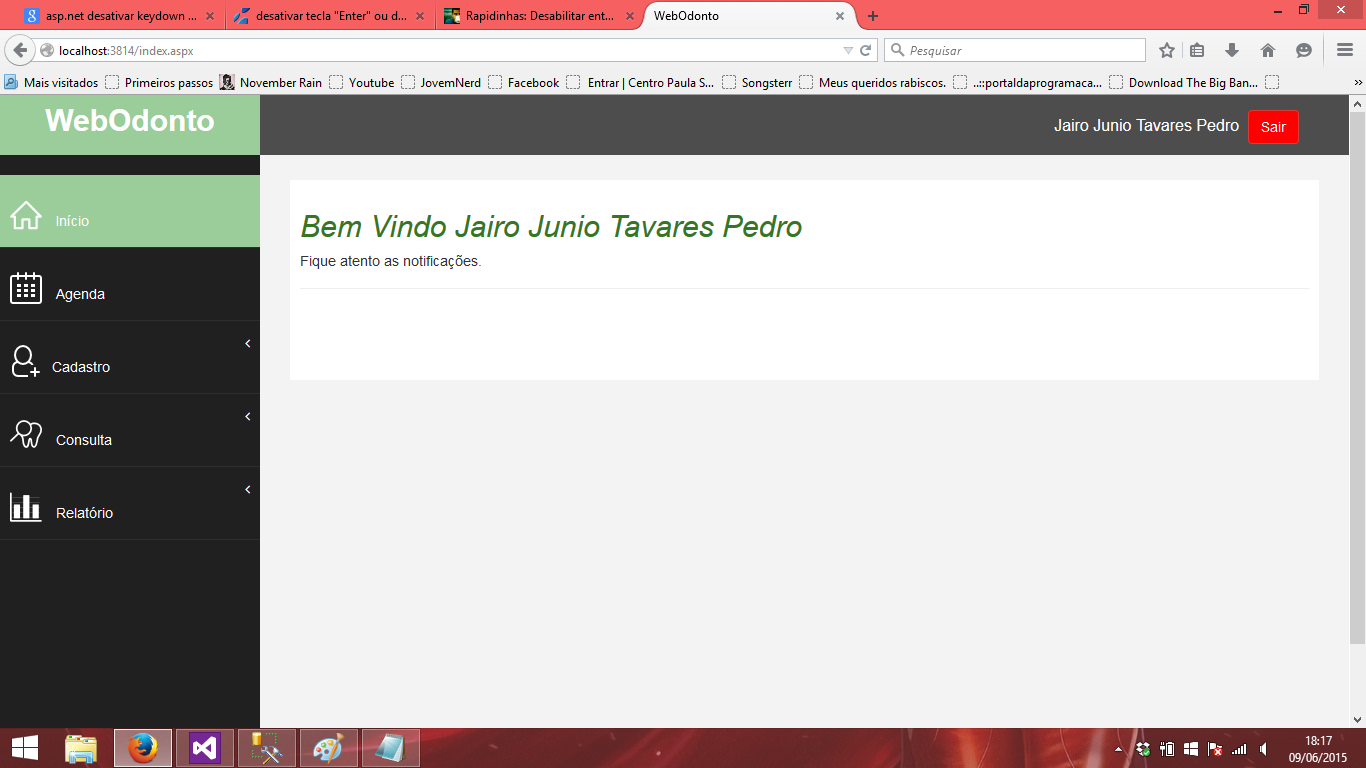 asp.net desativar keydown ...
desativar tecla "Enter" ou d...
Rapidinhas: Desabilitar ent...
WebOdonto
localhost:3814/index.aspx
Pesquisar
Mais visitados
Primeiros passos
November Rain
Youtube
JovemNerd
Facebook
Entrar | Centro Paula S...
Songsterr
Meus queridos rabiscos.
..::portaldaprogramaca...
Download The Big Ban...
WebOdonto
Jairo Junio Tavares Pedro
Sair
Início
Agenda
Cadastro
Consulta
Relatório
Bem Vindo Jairo Junio Tavares Pedro
Fique atento as notificações.
18:17
09/06/2015